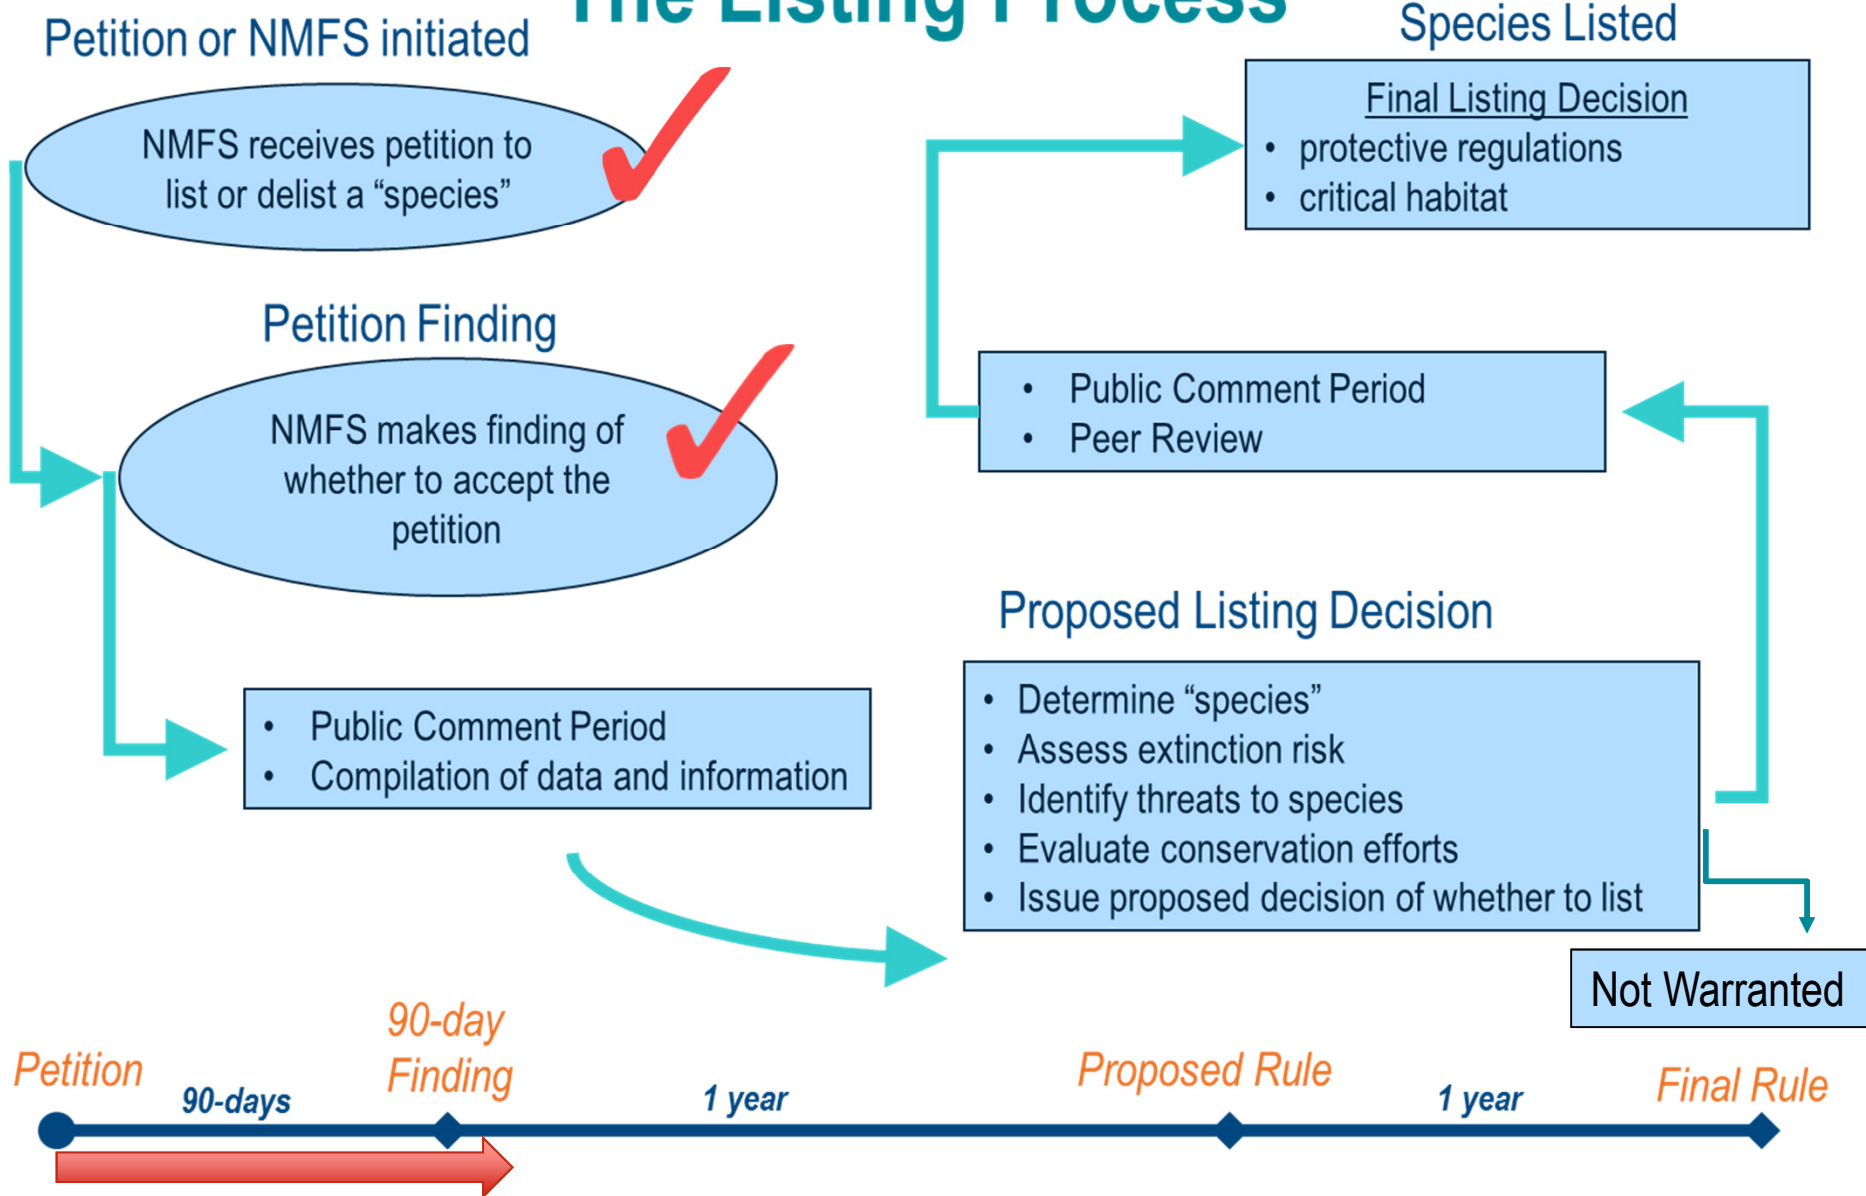 The Listing Process
Petition or NMFS initiated
NMFS receives petition to
list or delist a “species”
Petition Finding
NMFS makes finding of
whether to accept the
petition
• Public Comment Period
• Compilation of data and information
Species Listed
Final Listing Decision
• protective regulations
• critical habitat
• Public Comment Period
• Peer Review
Proposed Listing Decision
• Determine “species”
• Assess extinction risk
• Identify threats to species
• Evaluate conservation efforts
• Issue proposed decision of whether to list
Not Warranted
Petition
90-days
90-day
Finding
1 year
Proposed Rule
1 year
Final Rule